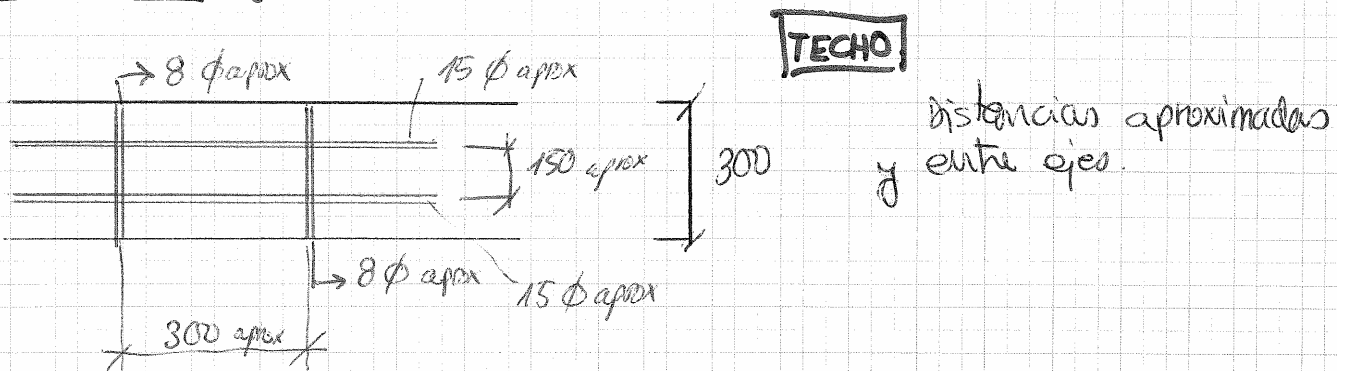 TECHO
→ 8 ϕ aprox
15 ϕ aprox
Distancias aproximadas
y entre ejes.
150 aprox
300
→ 8 ϕ aprox
15 ϕ aprox
300 aprox